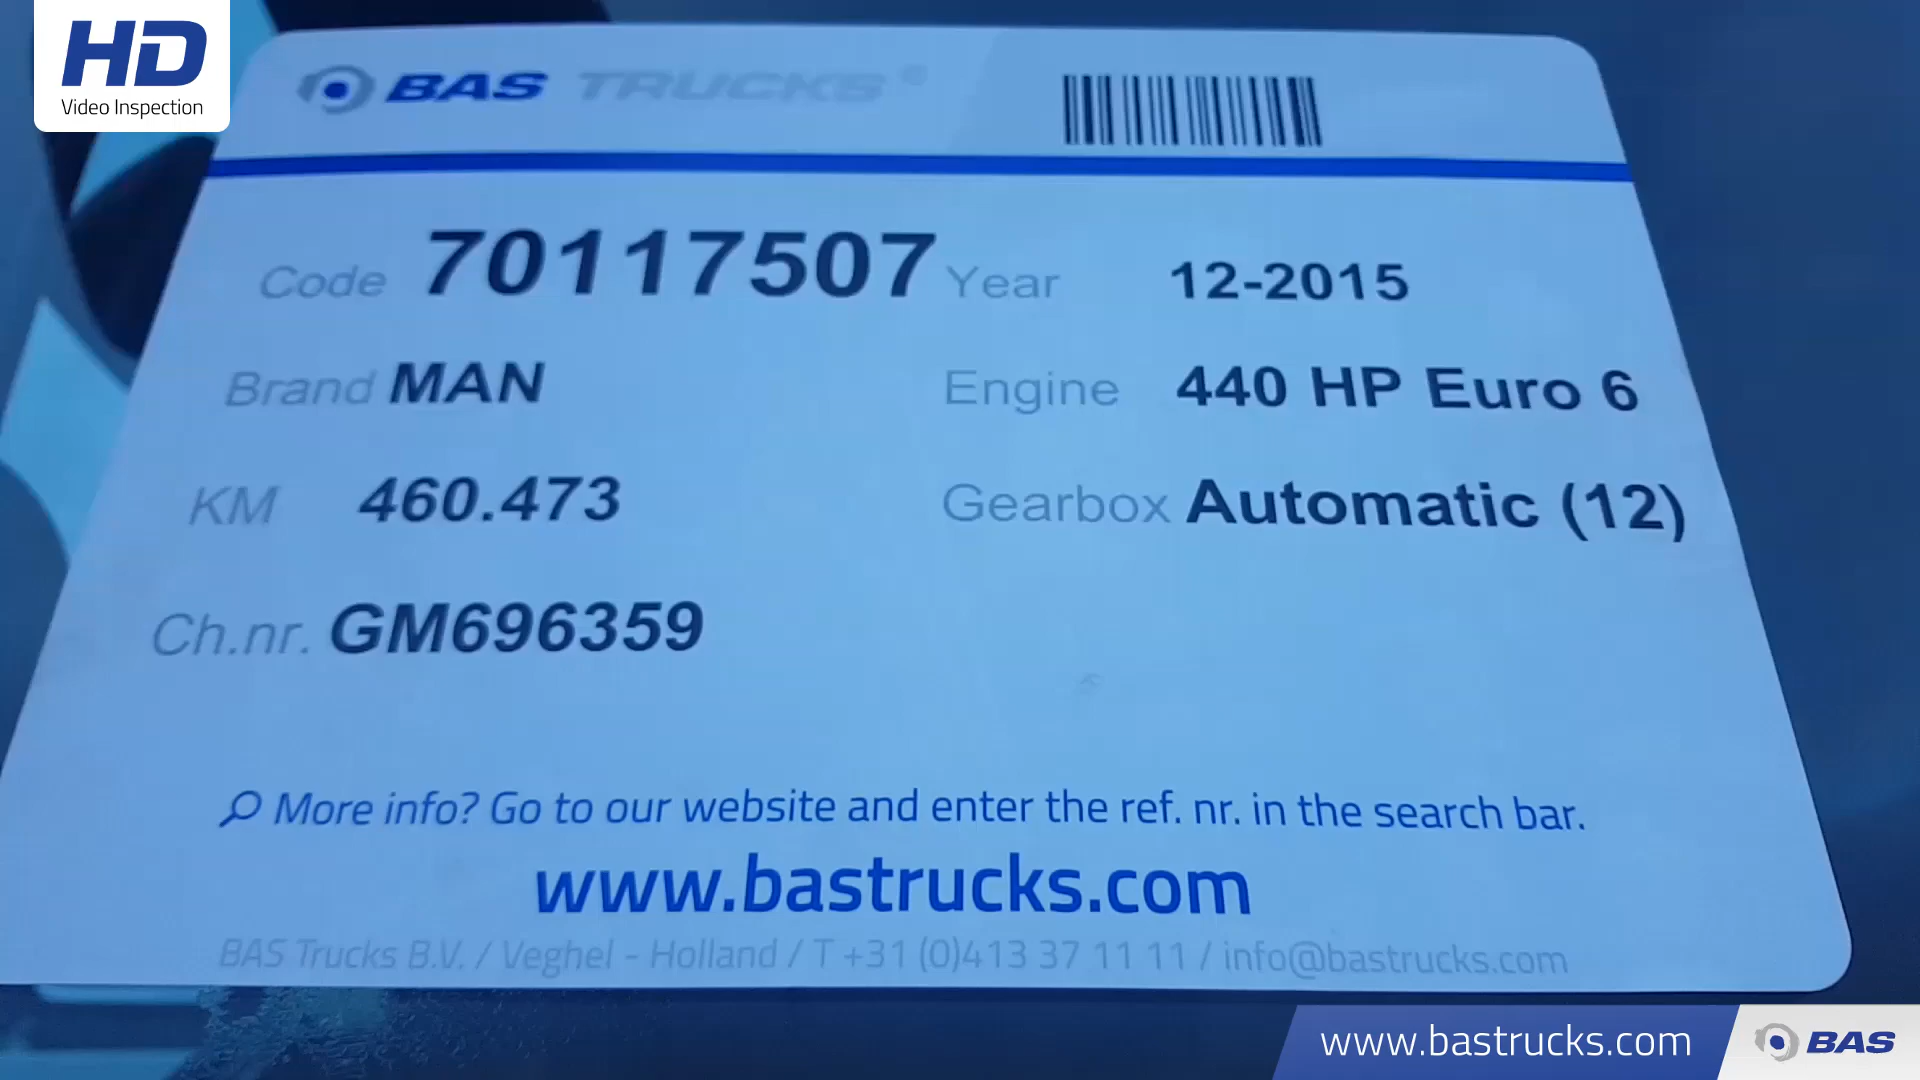 HD
Video Inspection
BAS TRUCKS®
Code 70117507 Year 12-2015
Brand MAN Engine 440 HP Euro 6
KM 460.473 Gearbox Automatic (12)
Ch.nr. GM696359
More info? Go to our website and enter the ref. nr. in the search bar.
www.bastrucks.com
BAS Trucks B.V. / Veghel - Holland / T +31 (0)413 37 11 11 / info@bastrucks.com
www.bastrucks.com BAS